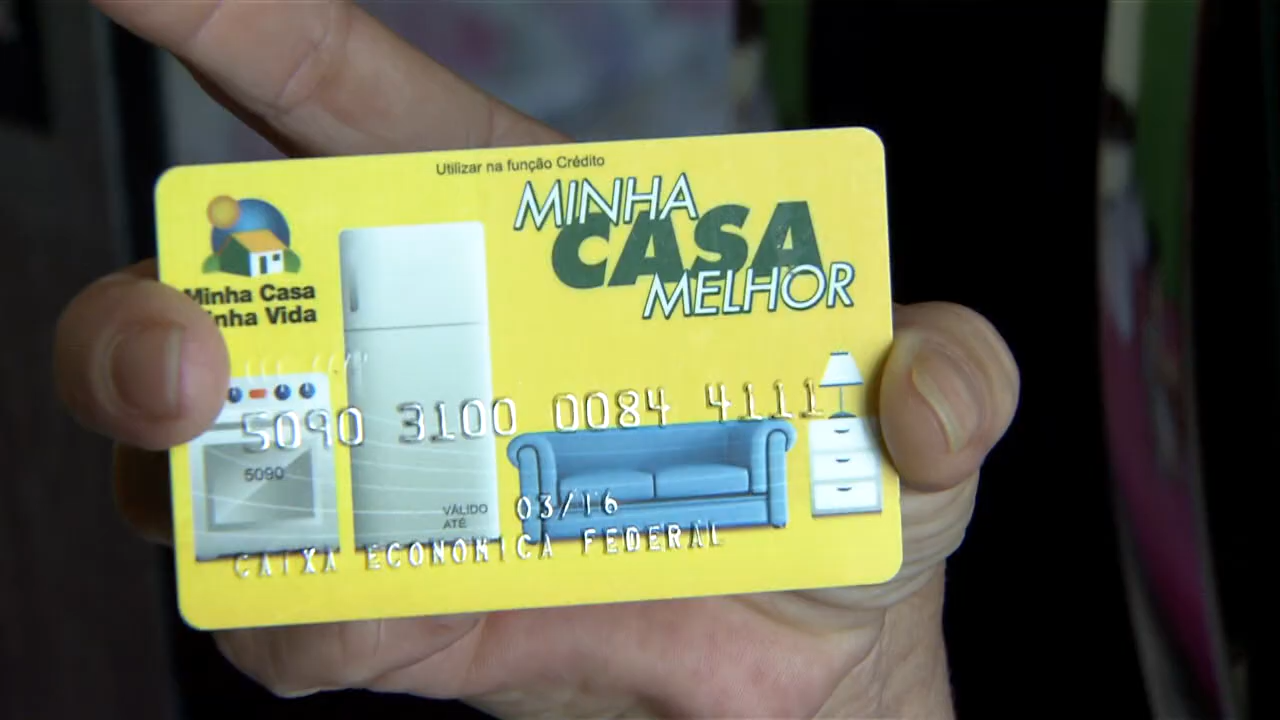 Utilizar na função Crédito
MINHA
CASA
MELHOR
Minha Casa
Minha Vida
5090 3100 0084 4111
5090
VÁLIDO
ATÉ
03/16
CAIXA ECONOMICA FEDERAL